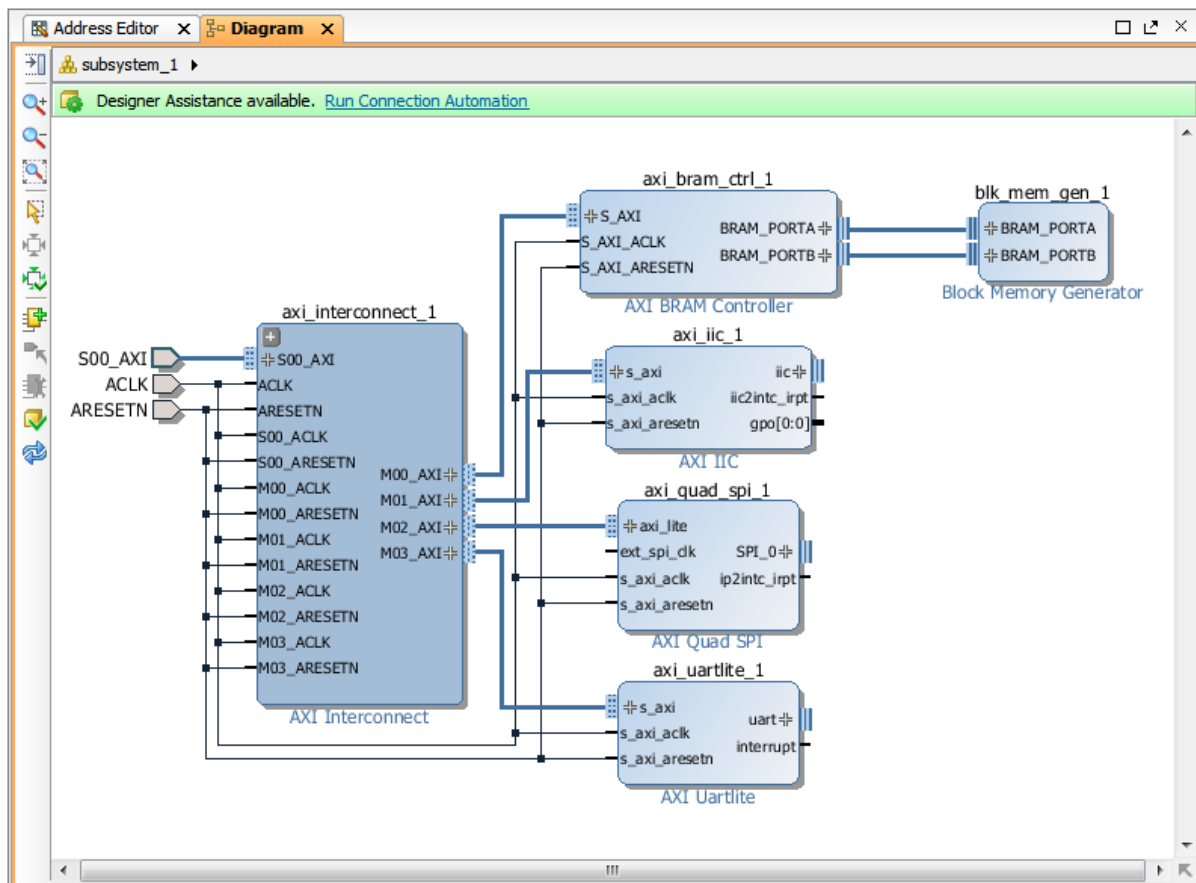 Address Editor
Diagram
subsystem_1
Designer Assistance available. Run Connection Automation
axi_bram_ctrl_1
S_AXI
S_AXI_ACLK
S_AXI_ARESETN
BRAM_PORTA
BRAM_PORTB
AXI BRAM Controller
blk_mem_gen_1
BRAM_PORTA
BRAM_PORTB
Block Memory Generator
S00_AXI
ACLK
ARESETN
axi_interconnect_1
S00_AXI
ACLK
ARESETN
S00_ACLK
S00_ARESETN
M00_ACLK
M00_ARESETN
M01_ACLK
M01_ARESETN
M02_ACLK
M02_ARESETN
M03_ACLK
M03_ARESETN
M00_AXI
M01_AXI
M02_AXI
M03_AXI
AXI Interconnect
axi_iic_1
s_axi
s_axi_aclk
s_axi_aresetn
iic
iic2intc_irpt
gpo[0:0]
AXI IIC
axi_quad_spi_1
axi_lite
ext_spi_clk
s_axi_aclk
s_axi_aresetn
SPI_0
ip2intc_irpt
AXI Quad SPI
axi_uartlite_1
s_axi
s_axi_aclk
s_axi_aresetn
uart
interrupt
AXI Uartlite